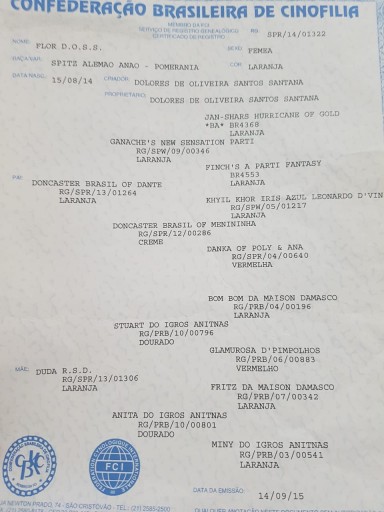 CONFEDERAÇÃO BRASILEIRA DE CINOFILIA
MEMBRO DA FCI
SERVIÇO DE REGISTRO GENEALÓGICO
CERTIFICADO DE REGISTRO
RG: SPR/14/01322
NOME: FLOR D.O.S.S.
SEXO: FEMEA
RAÇA/VAR: SPITZ ALEMAO ANAO - POMERANIA
COR: LARANJA
DATA NASC: 15/08/14
CRIADOR: DOLORES DE OLIVEIRA SANTOS SANTANA
PROPRIETÁRIO: DOLORES DE OLIVEIRA SANTOS SANTANA
JAN-SHARS HURRICANE OF GOLD
*BA* BR4368
LARANJA
GANACHE'S NEW SENSATION PARTI
RG/SPW/09/00346
LARANJA
FINCH'S A PARTI FANTASY
BR4553
LARANJA
PAI: DONCASTER BRASIL OF DANTE
RG/SPR/13/01264
LARANJA
KHYIL KHOR IRIS AZUL LEONARDO D'VIN
RG/SPW/05/01217
LARANJA
DONCASTER BRASIL OF MENININHA
RG/SPR/12/00286
CREME
DANKA OF POLY & ANA
RG/SPR/04/00640
VERMELHO
BOM BOM DA MAISON DAMASCO
RG/PRB/04/00196
LARANJA
STUART DO IGROS ANITNAS
RG/PRB/10/00796
DOURADO
GLAMUROSA D'PIMPOLHOS
RG/PRB/06/00883
VERMELHO
MÃE: DUDA R.S.D.
RG/SPR/13/01306
LARANJA
FRITZ DA MAISON DAMASCO
RG/PRB/07/00342
LARANJA
ANITA DO IGROS ANITNAS
RG/PRB/10/00801
DOURADO
MINY DO IGROS ANITNAS
RG/PRB/03/00541
LARANJA
CBKC
FCI
DATA DA EMISSÃO: 14/09/15
RUA NEWTON PRADO, 74 - SÃO CRISTÓVÃO - TEL.: (21)
QUALQUER ANOTAÇÃO NESTE